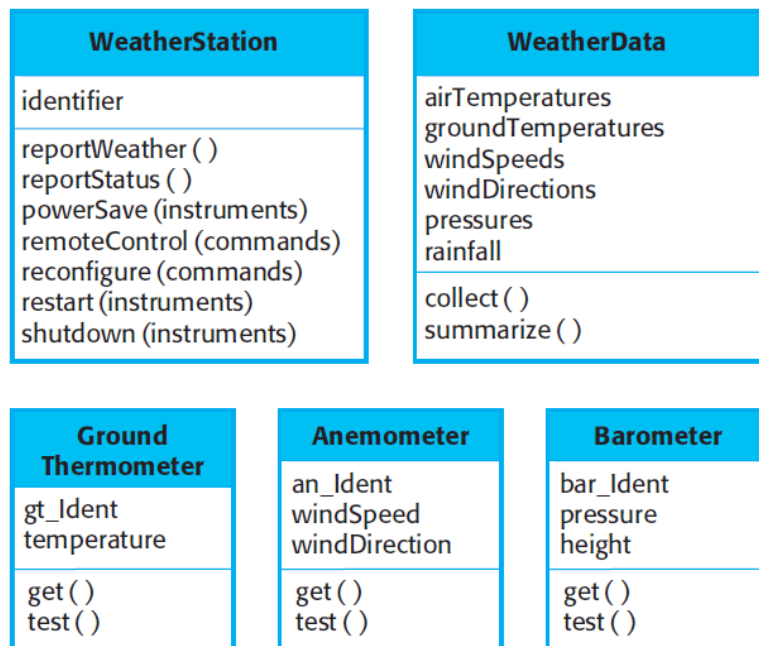 WeatherStation
identifier
reportWeather ( )
reportStatus ( )
powerSave (instruments)
remoteControl (commands)
reconfigure (commands)
restart (instruments)
shutdown (instruments)
WeatherData
airTemperatures
groundTemperatures
windSpeeds
windDirections
pressures
rainfall
collect ( )
summarize ( )
Ground
Thermometer
gt_Ident
temperature
get ( )
test ( )
Anemometer
an_Ident
windSpeed
windDirection
get ( )
test ( )
Barometer
bar_Ident
pressure
height
get ( )
test ( )